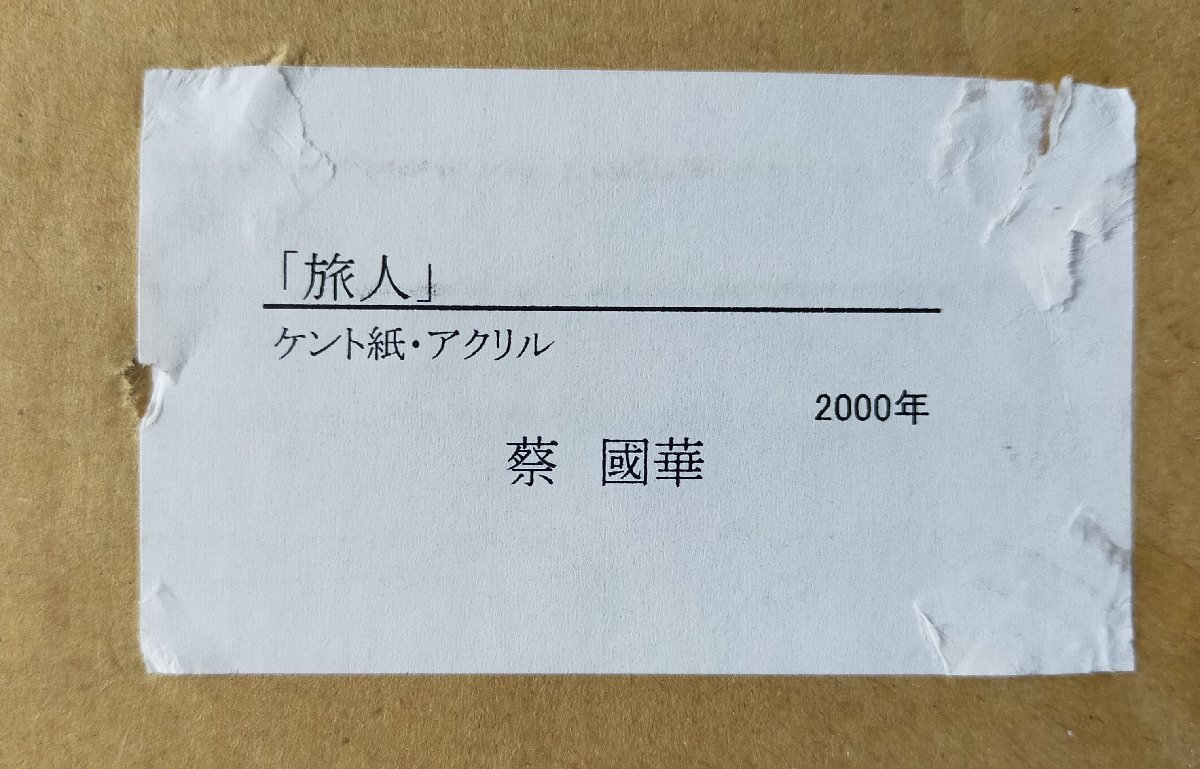 「旅人」
ケント紙・アクリル
2000年
蔡　國華